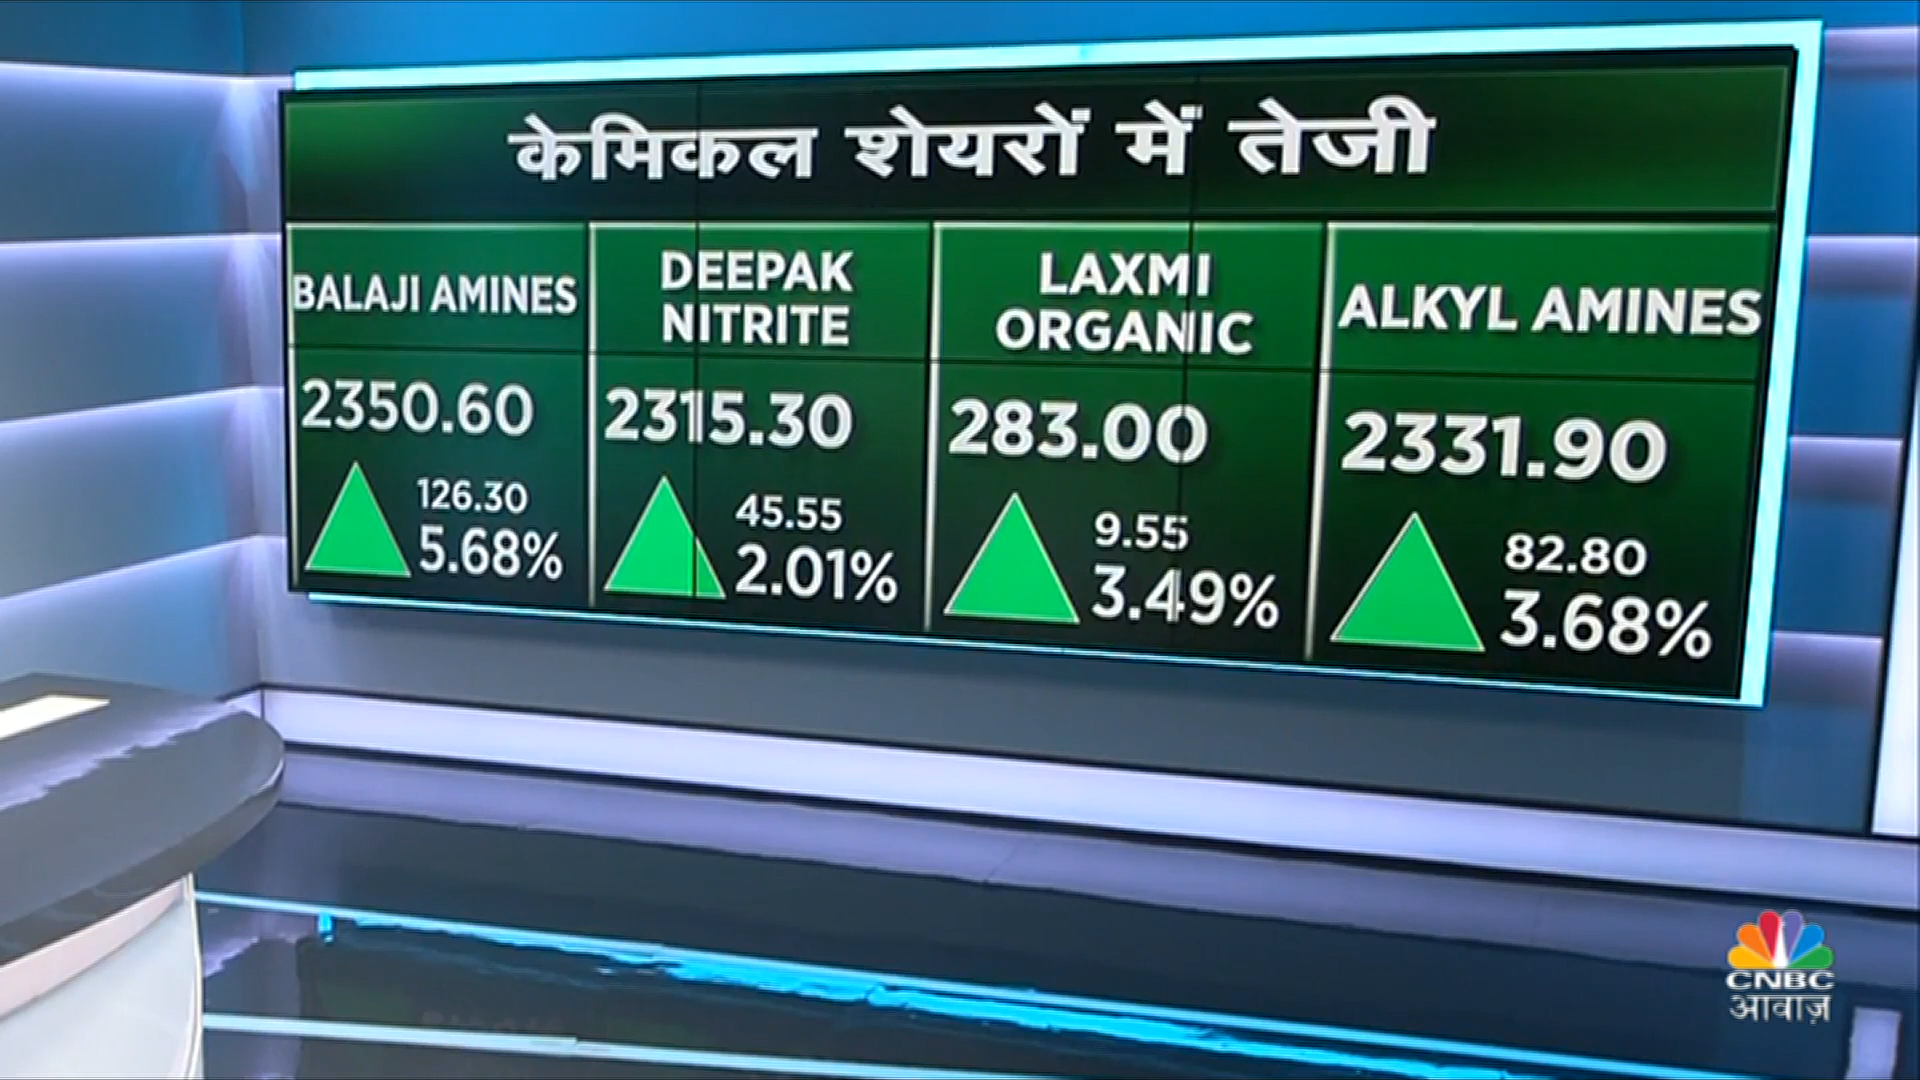 केमिकल शेयरों में तेजी
BALAJI AMINES
2350.60
126.30
5.68%
DEEPAK
NITRITE
2315.30
45.55
2.01%
LAXMI
ORGANIC
283.00
9.55
3.49%
ALKYL AMINES
2331.90
82.80
3.68%
CNBC
आवाज़